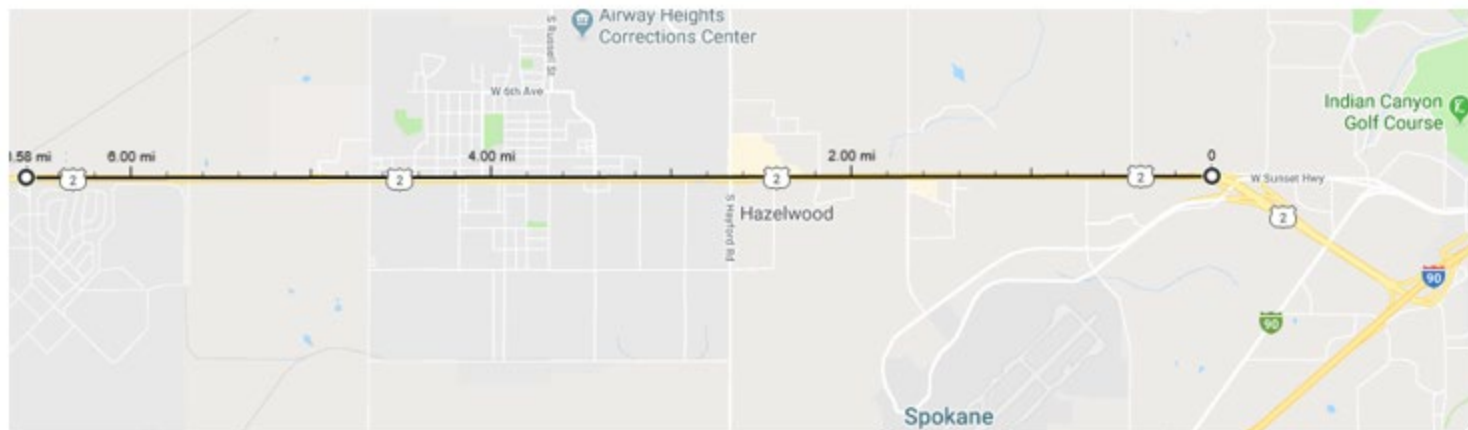 Airway Heights
Corrections Center
S Russel St
W 6th Ave
Indian Canyon
Golf Course
.58 mi
6.00 mi
4.00 mi
2.00 mi
0
2
2
2
2
W Sunset Hwy
2
S Hayford Rd
Hazelwood
90
90
Spokane